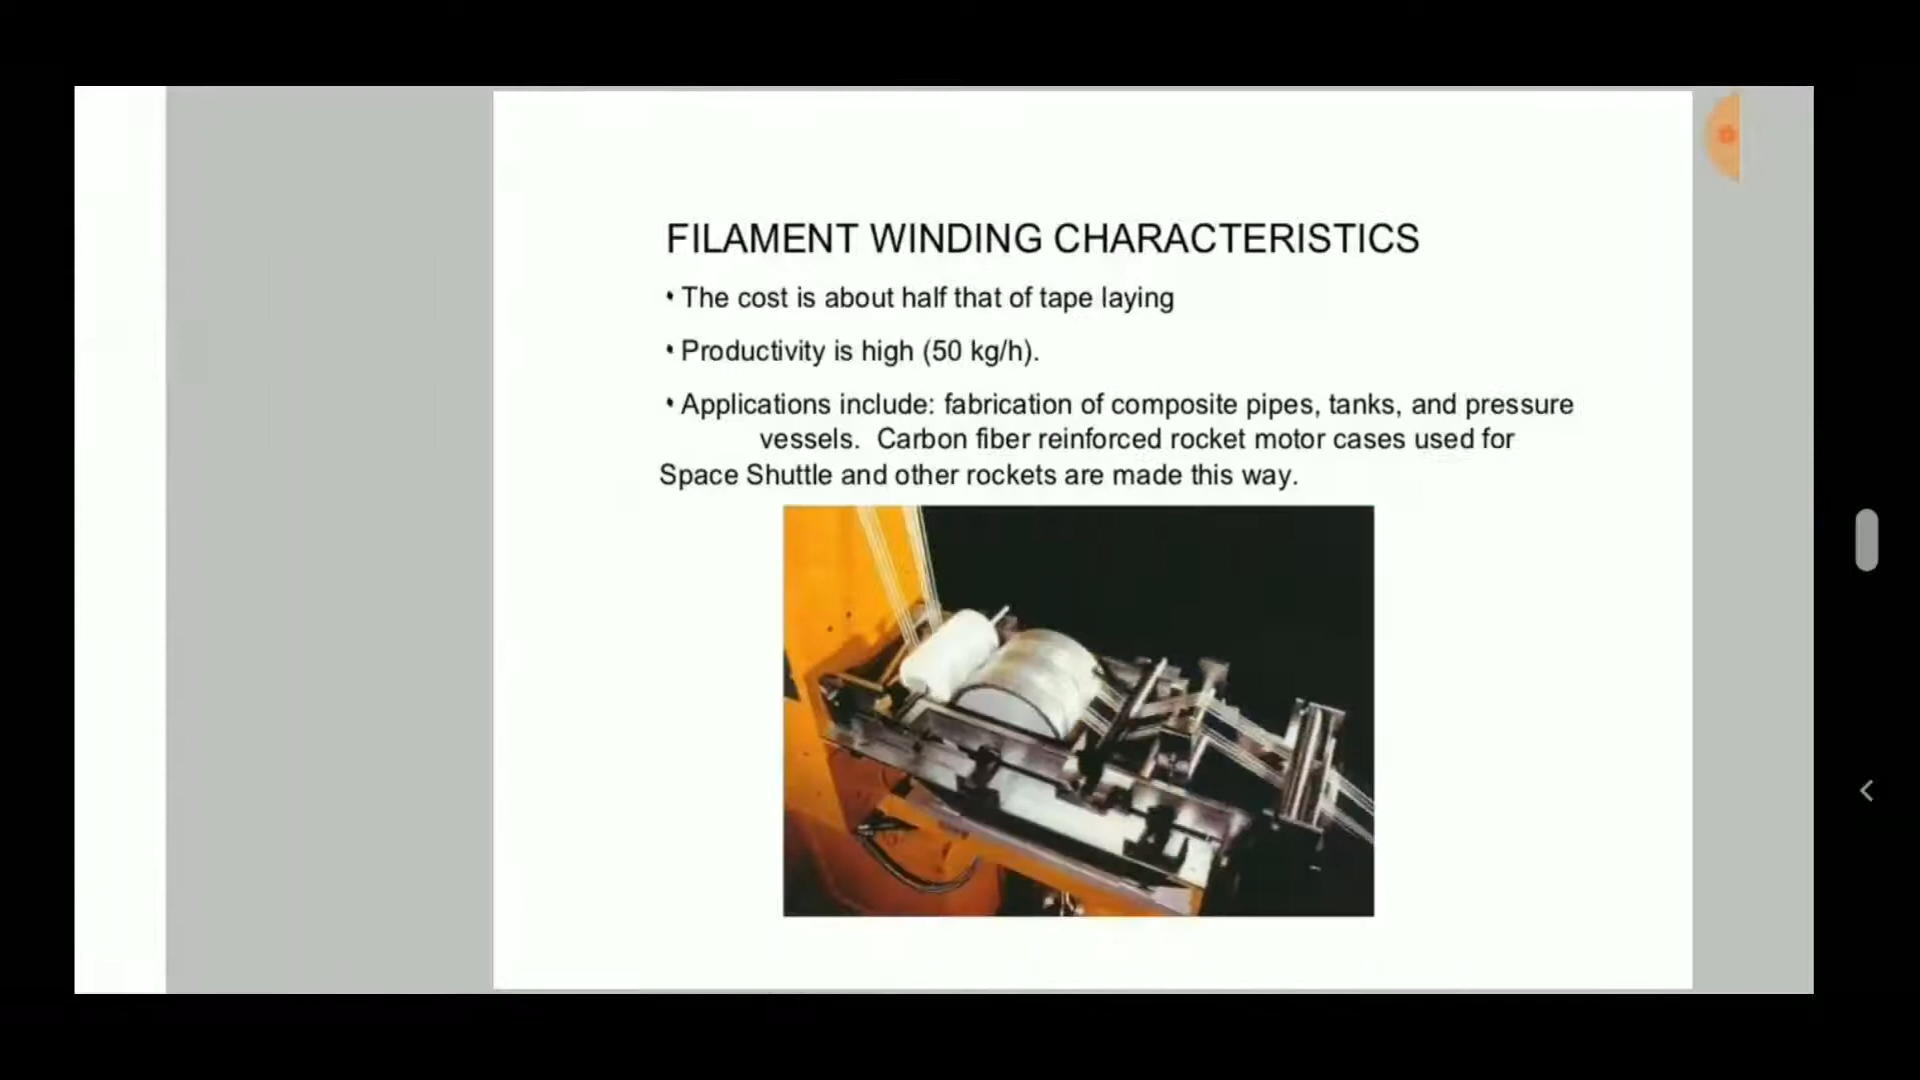 FILAMENT WINDING CHARACTERISTICS
• The cost is about half that of tape laying
• Productivity is high (50 kg/h).
• Applications include: fabrication of composite pipes, tanks, and pressure
vessels. Carbon fiber reinforced rocket motor cases used for
Space Shuttle and other rockets are made this way.